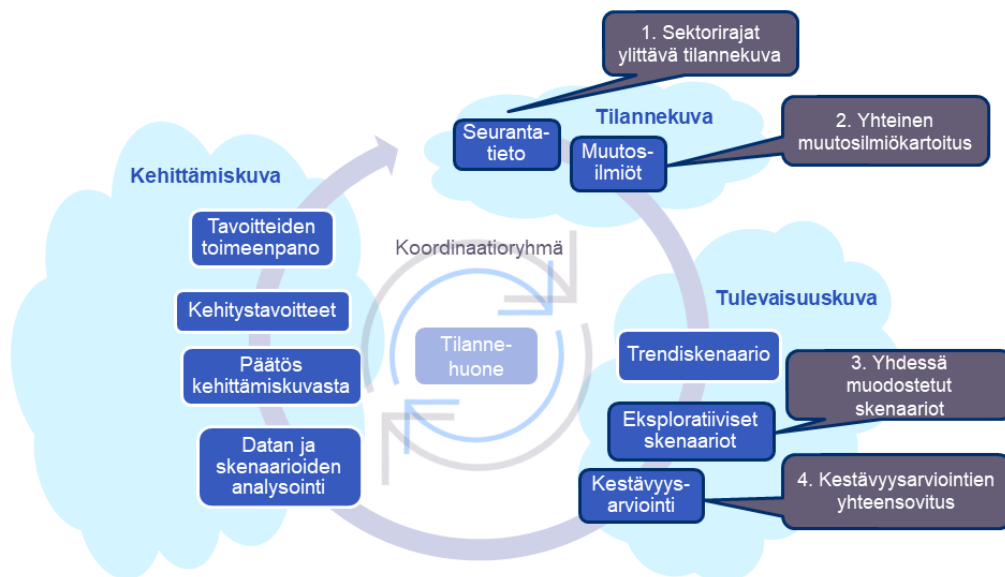 1. Sektorirajat
ylittävä tilannekuva
Tilannekuva
Seuranta-
tieto
Muutos-
ilmiöt
2. Yhteinen
muutosilmiökartoitus
Kehittämiskuva
Tavoitteiden
toimeenpano
Kehitystavoitteet
Päätös
kehittämiskuvasta
Datan ja
skenaarioiden
analysointi
Koordinaatioryhmä
Tilanne-
huone
Tulevaisuuskuva
Trendiskenaario
Eksploratiiviset
skenaariot
Kestävyys-
arviointi
3. Yhdessä
muodostetut
skenaariot
4. Kestävyysarviointien
yhteensovitus